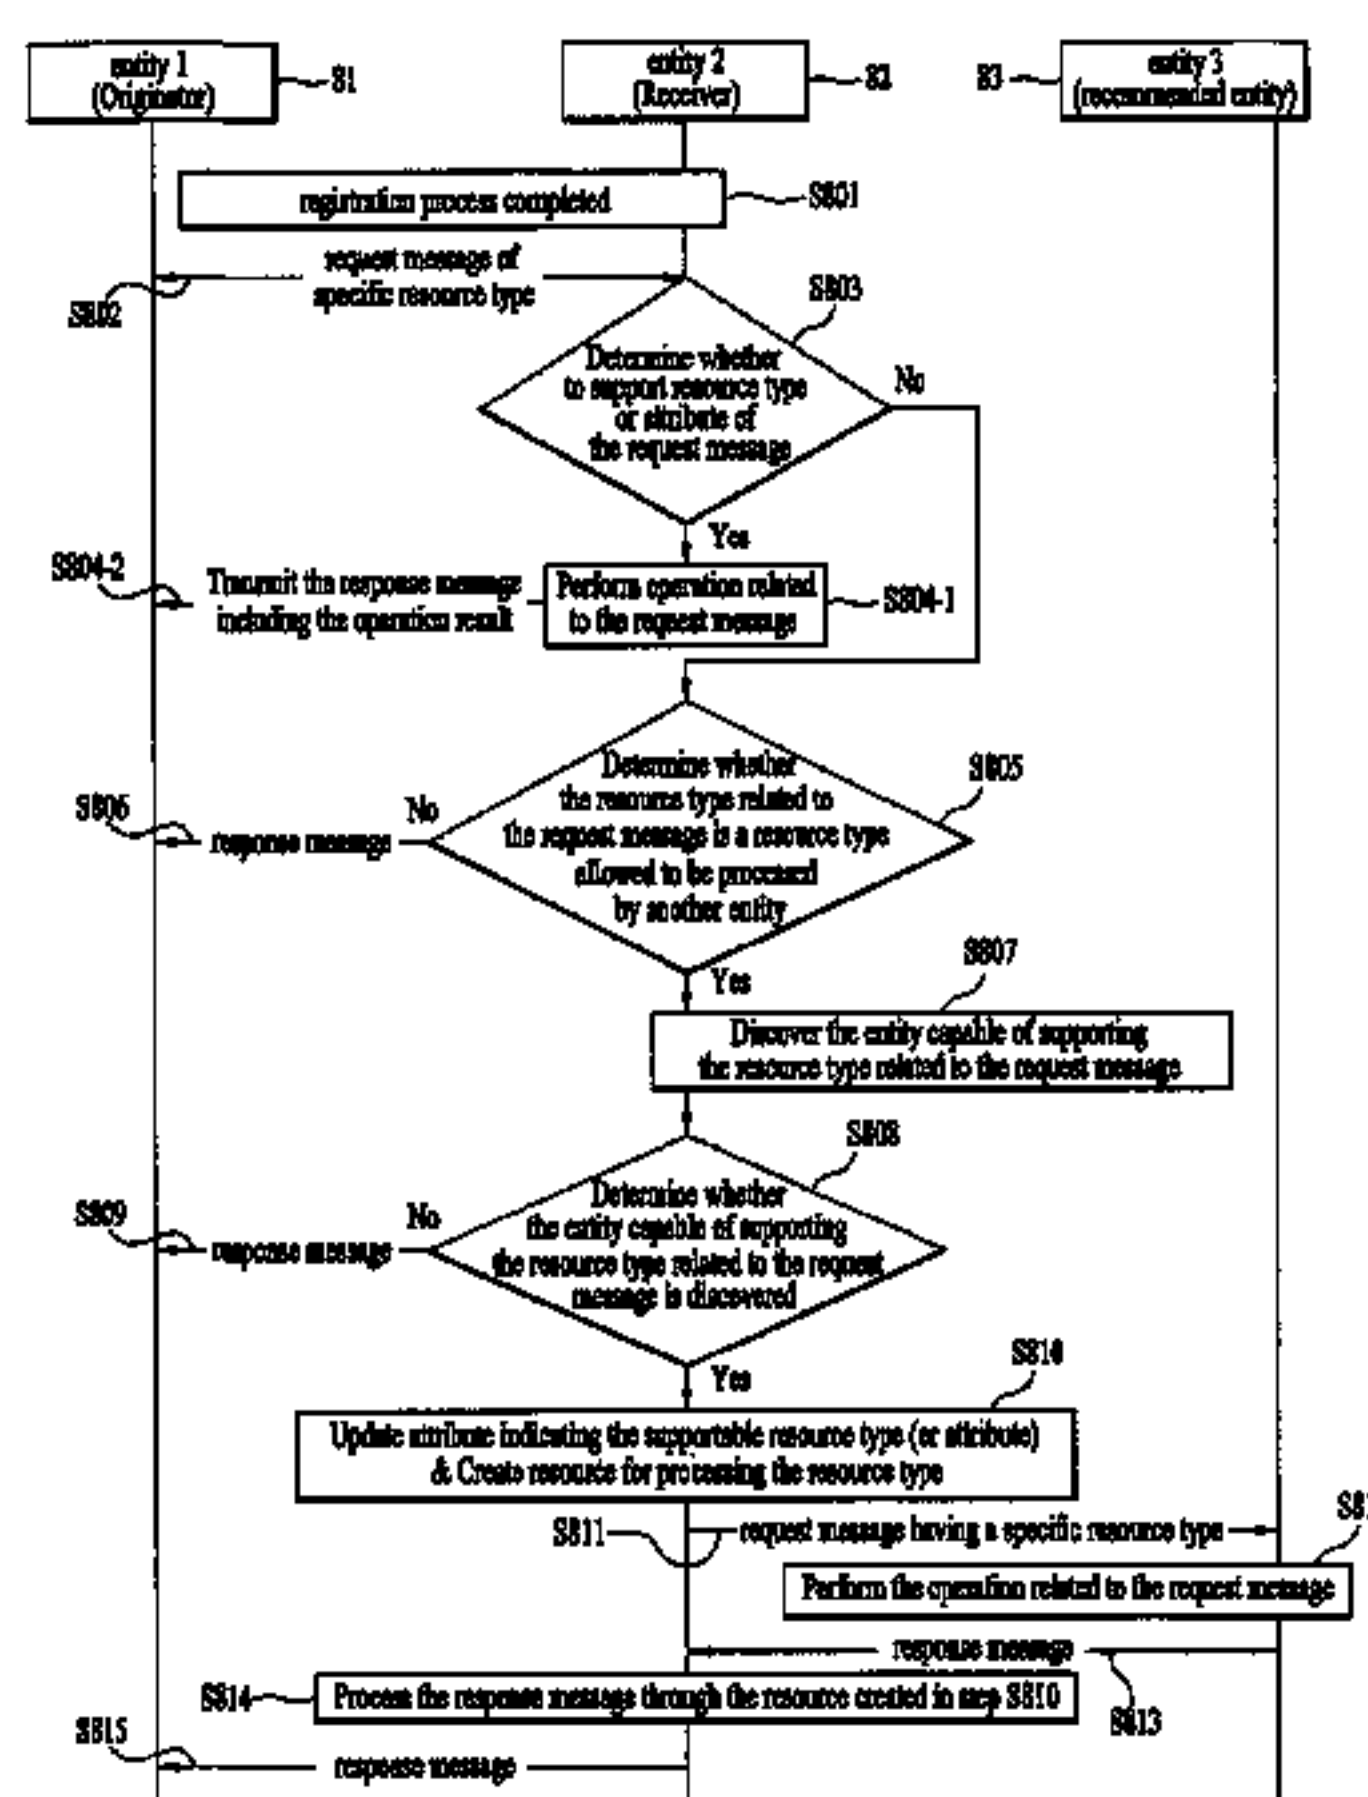 entity 1
(Originator)
81
entity 2
(Receiver)
82
83
entity 3
(recommended entity)
registration process completed
S801
request message of
specific resource type
S802
S803
Determine whether
to support resource type
or attribute of
the request message
No
Yes
S804-2
Transmit the response message
including the operation result
Perform operation related
to the request message
S804-1
Determine whether
the resource type related to
the request message is a resource type
allowed to be processed
by another entity
S805
S806
response message
No
Yes
S807
Discover the entity capable of supporting
the resource type related to the request message
S808
Determine whether
the entity capable of supporting
the resource type related to the request
message is discovered
S809
response message
No
Yes
S810
Update attribute indicating the supportable resource type (or attribute)
& Create resource for processing the resource type
S811
request message having a specific resource type
S81
Perform the operation related to the request message
response message
S813
S814
Process the response message through the resource created in step S810
S815
response message